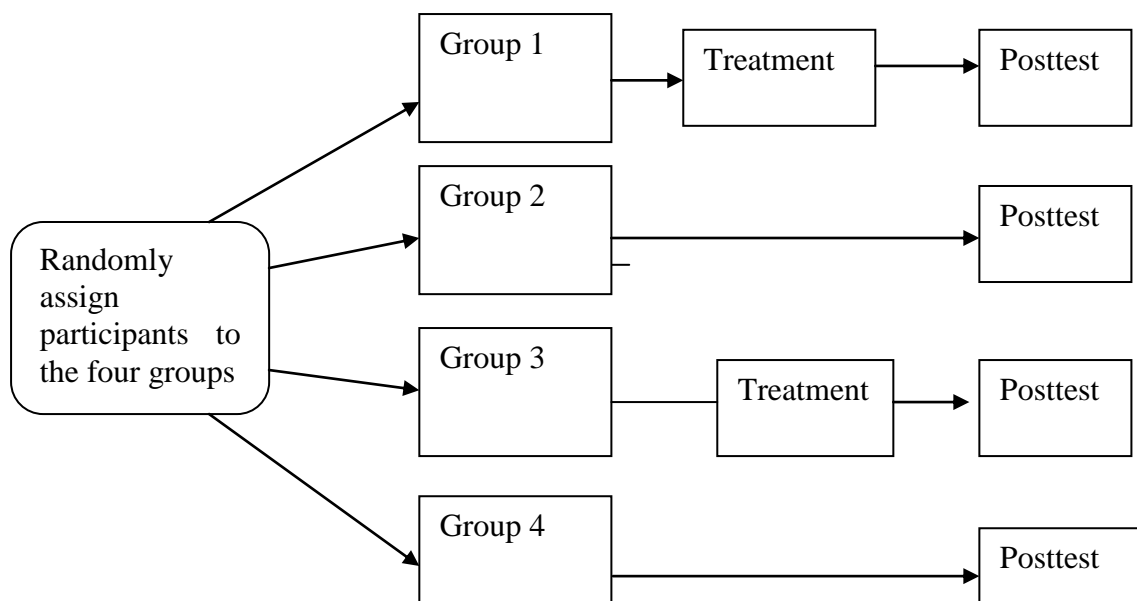 Group 1
Treatment
Posttest
Group 2
Posttest
Randomly
assign
participants to
the four groups
Group 3
Treatment
Posttest
Group 4
Posttest